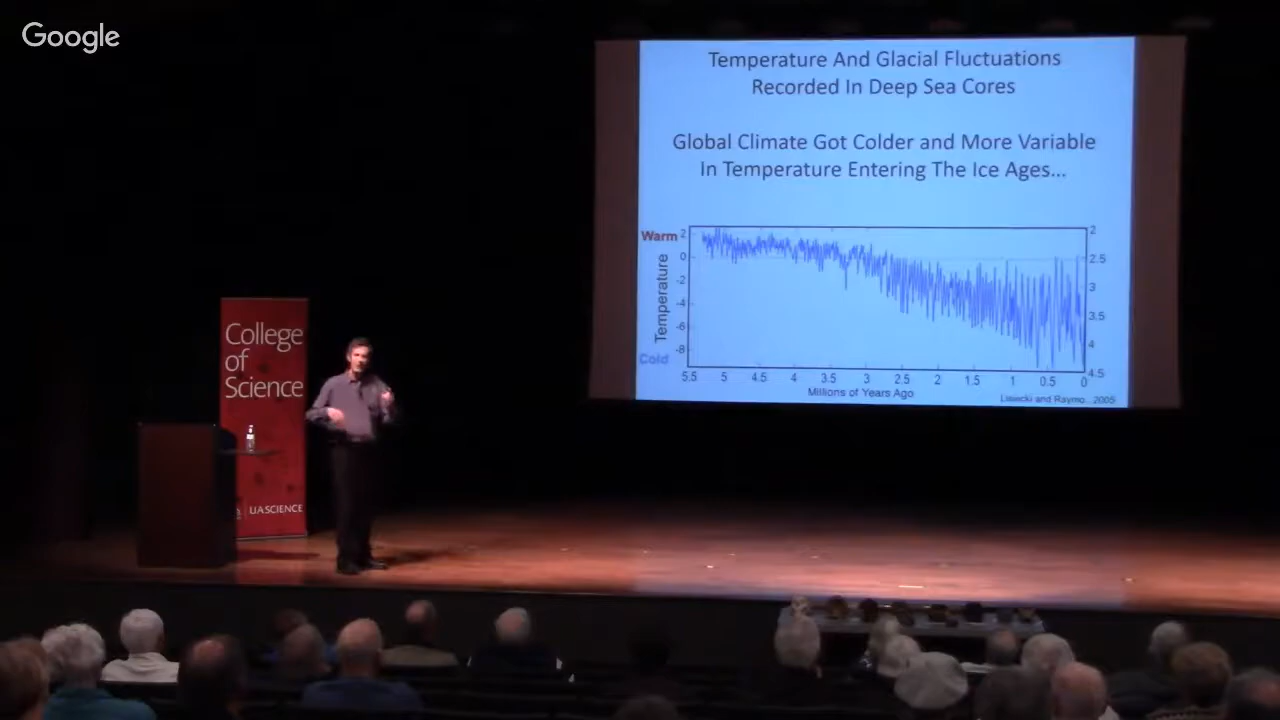 Google
Temperature And Glacial Fluctuations
Recorded In Deep Sea Cores
Global Climate Got Colder and More Variable
In Temperature Entering The Ice Ages...
Warm
Temperature
Cold
2
0
-2
-4
-6
-8
2
2.5
3
3.5
4
4.5
5.5 5 4.5 4 3.5 3 2.5 2 1.5 1 0.5 0
Millions of Years Ago
Lisiecki and Raymo, 2005
College
of
Science
UA SCIENCE